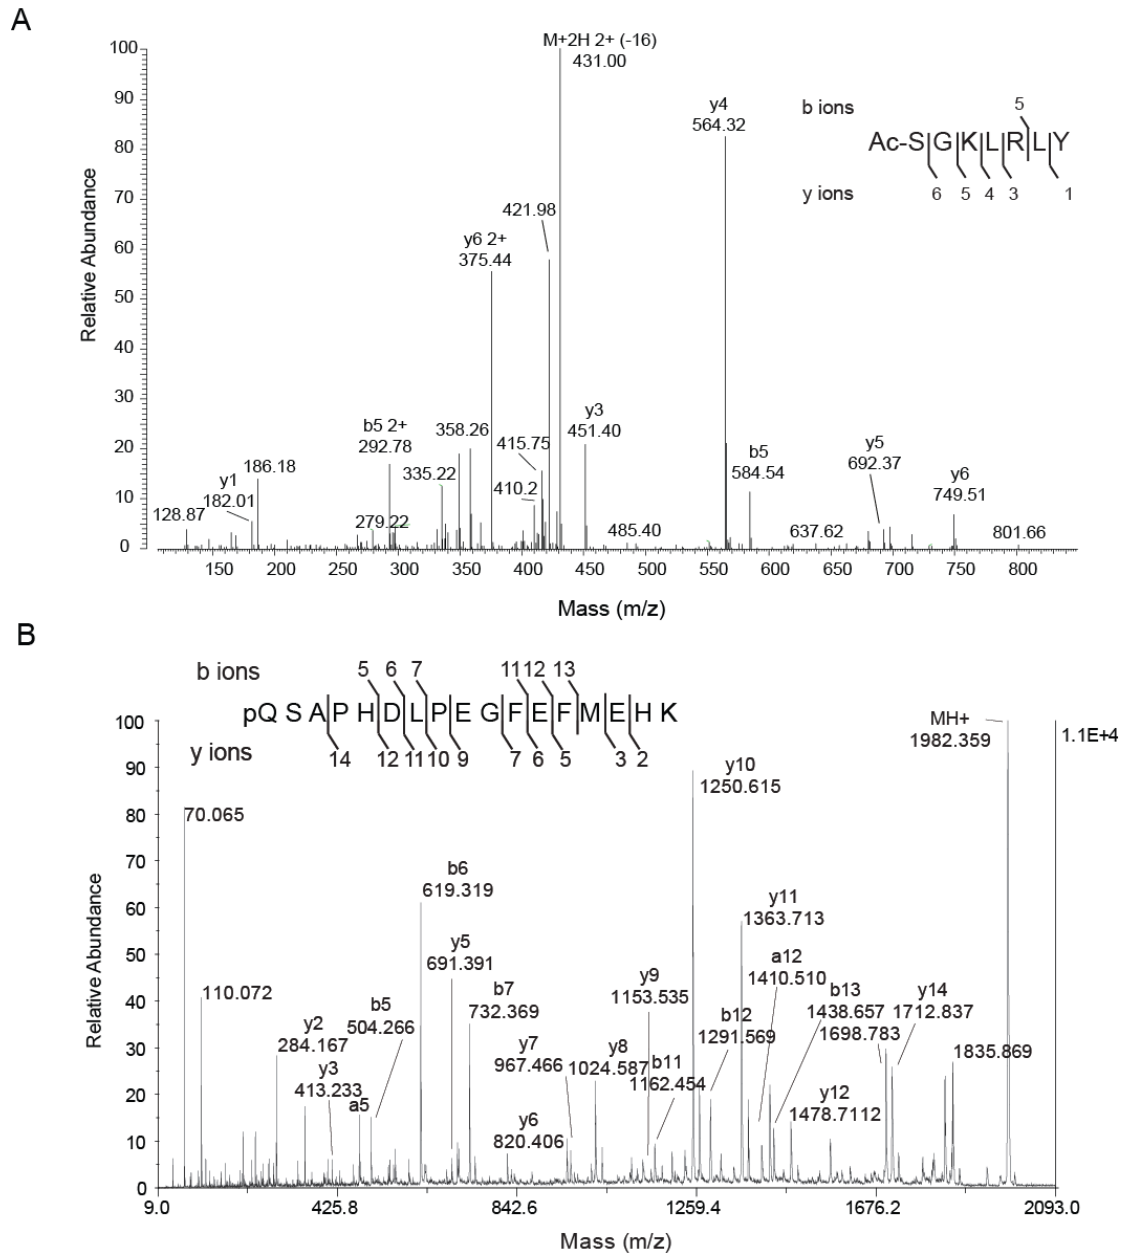 A
M+2H 2+ (-16)
431.00
y4
564.32
b ions
5
Ac-SGKLRLY
y ions
6 5 4 3 1
421.98
y6 2+
375.44
b5 2+
292.78
358.26
y3
451.40
415.75
335.22
410.2
y1
182.01
186.18
128.87
279.22
485.40
b5
584.54
y5
692.37
y6
749.51
637.62
801.66
100
90
80
70
60
50
40
30
20
10
0
Relative Abundance
150 200 250 300 350 400 450 500 550 600 650 700 750 800
Mass (m/z)
B
b ions
5 6 7 11 12 13
pQ S A P H D L P E G F E F M E H K
y ions
14 12 11 10 9 7 6 5 3 2
MH+
1982.359
1.1E+4
y10
1250.615
70.065
b6
619.319
y11
1363.713
y5
691.391
a12
1410.510
110.072
b7
732.369
y9
1153.535
b13
1438.657
y14
1712.837
b5
504.266
b12
1291.569
1698.783
y2
284.167
y7
967.466
y8
1024.587
b11
1162.454
1835.869
y3
413.233
a5
y12
1478.7112
y6
820.406
100
90
80
70
60
50
40
30
20
10
0
Relative Abundance
9.0 425.8 842.6 1259.4 1676.2 2093.0
Mass (m/z)